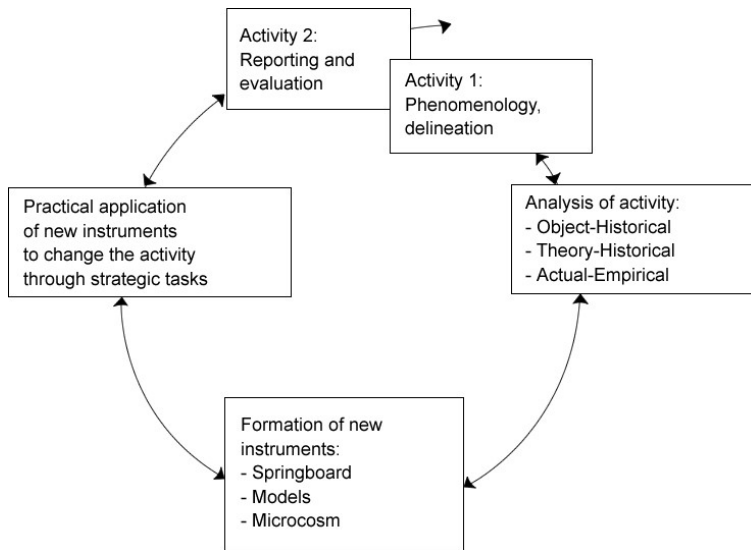 Activity 2:
Reporting and
evaluation
Activity 1:
Phenomenology,
delineation
Practical application
of new instruments
to change the activity
through strategic tasks
Analysis of activity:
- Object-Historical
- Theory-Historical
- Actual-Empirical
Formation of new
instruments:
- Springboard
- Models
- Microcosm